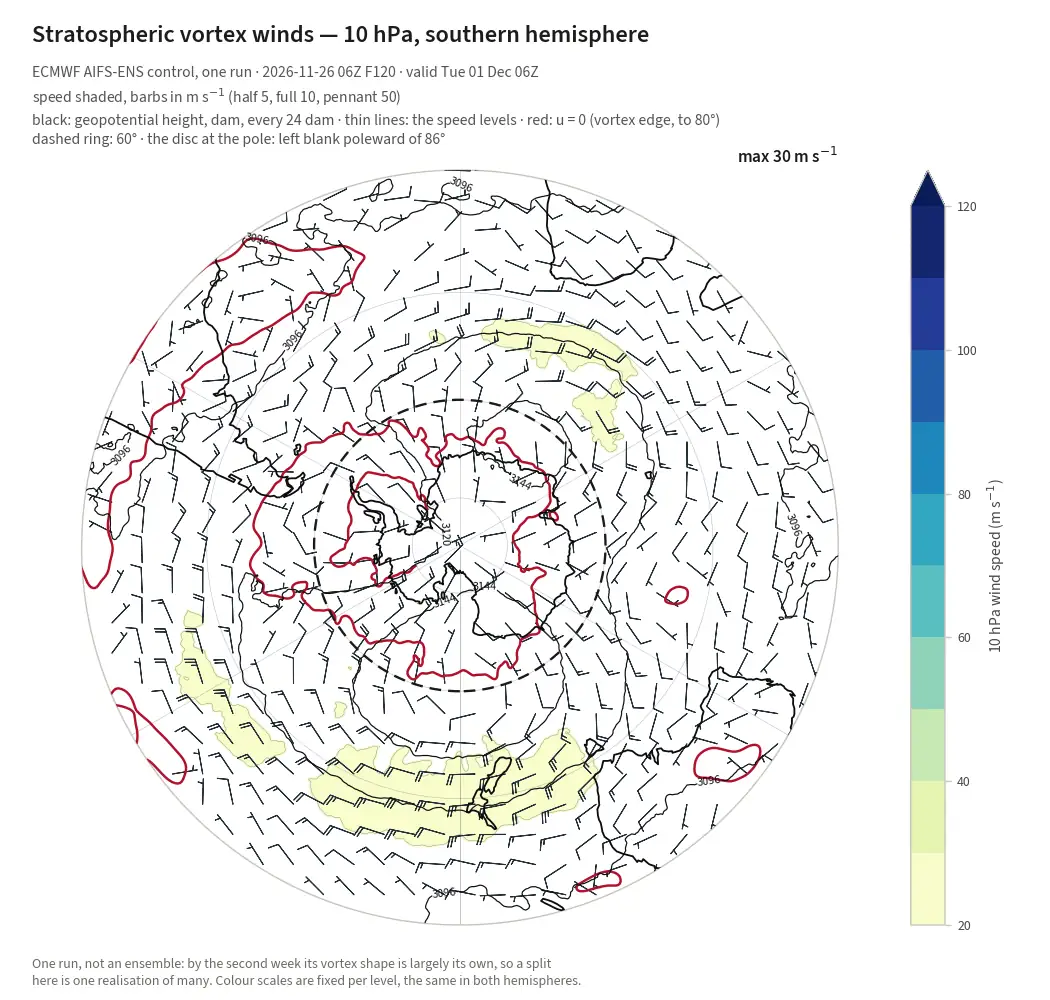 Stratospheric vortex winds — 10 hPa, southern hemisphere
ECMWF AIFS-ENS control, one run · 2026-11-26 06Z F120 · valid Tue 01 Dec 06Z
speed shaded, barbs in m s⁻¹ (half 5, full 10, pennant 50)
black: geopotential height, dam, every 24 dam · thin lines: the speed levels · red: u = 0 (vortex edge, to 80°)
dashed ring: 60° · the disc at the pole: left blank poleward of 86°
max 30 m s⁻¹
3096
3096
3096
3096
3144
3120
3096
3144
3144
3096
3096
120
100
80
60
40
20
10 hPa wind speed (m s⁻¹)
One run, not an ensemble: by the second week its vortex shape is largely its own, so a split
here is one realisation of many. Colour scales are fixed per level, the same in both hemispheres.